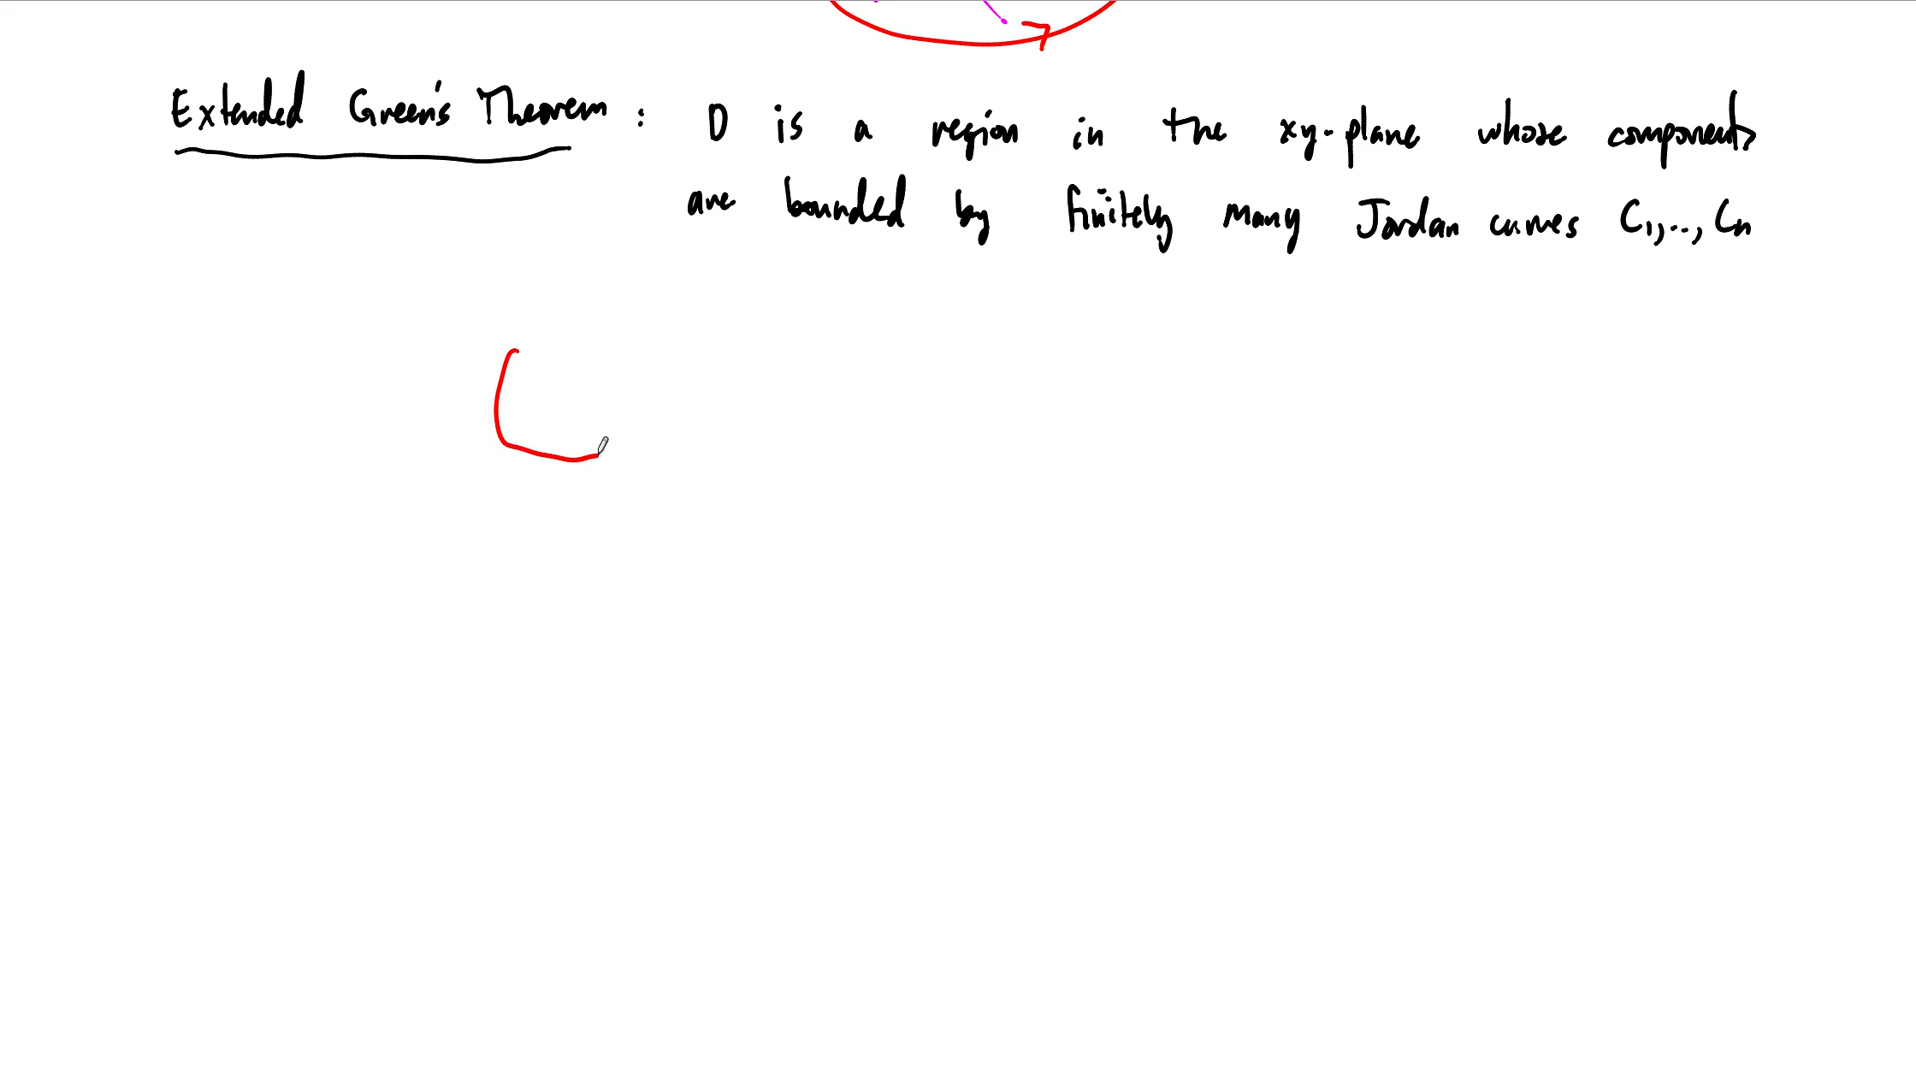 Extended Green's Theorem : D is a region in the xy-plane whose components
are bounded by finitely many Jordan curves C₁,..,Cₙ